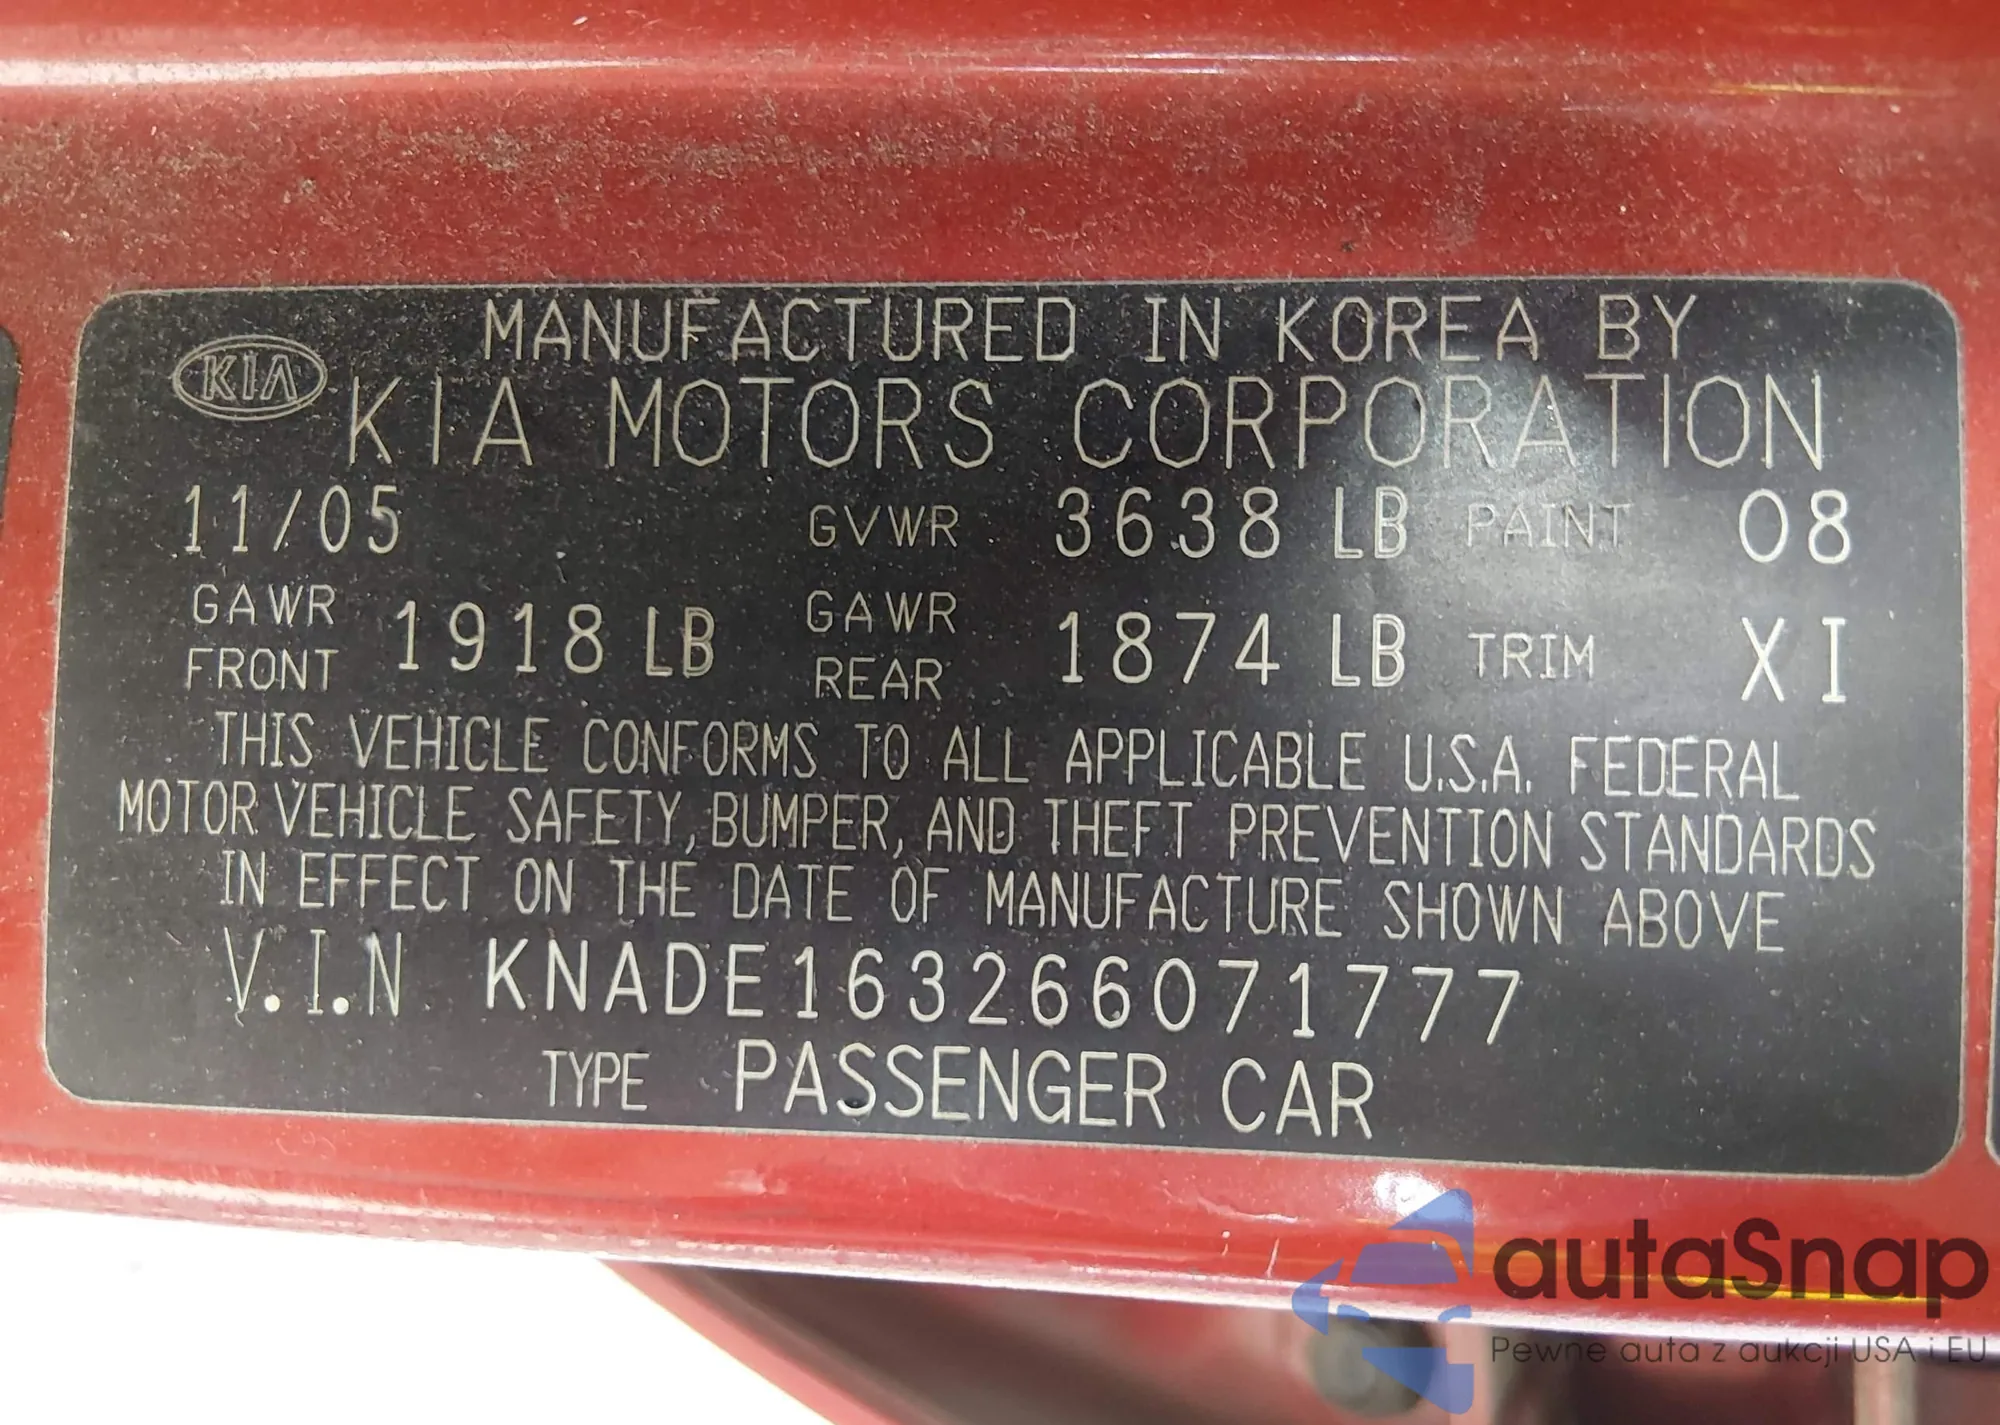 MANUFACTURED IN KOREA BY
KIA KIA MOTORS CORPORATION
11/05 GVWR 3638 LB PAINT 08
GAWR FRONT 1918 LB GAWR REAR 1874 LB TRIM XI
THIS VEHICLE CONFORMS TO ALL APPLICABLE U.S.A. FEDERAL
MOTOR VEHICLE SAFETY, BUMPER, AND THEFT PREVENTION STANDARDS
IN EFFECT ON THE DATE OF MANUFACTURE SHOWN ABOVE
V.I.N KNADE163266071777
TYPE PASSENGER CAR
autaSnap
Pewne auta z aukcji USA i EU